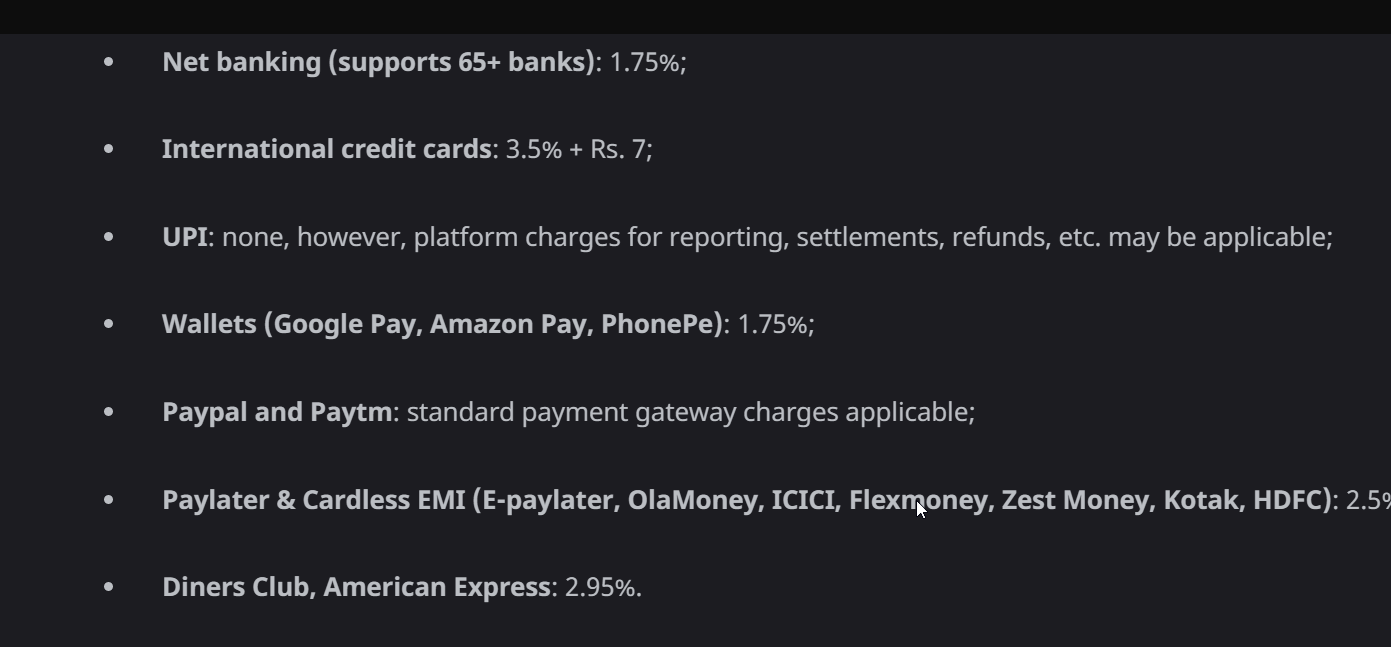 • Net banking (supports 65+ banks): 1.75%;
• International credit cards: 3.5% + Rs. 7;
• UPI: none, however, platform charges for reporting, settlements, refunds, etc. may be applicable;
• Wallets (Google Pay, Amazon Pay, PhonePe): 1.75%;
• Paypal and Paytm: standard payment gateway charges applicable;
• Paylater & Cardless EMI (E-paylater, OlaMoney, ICICI, Flexmoney, Zest Money, Kotak, HDFC): 2.5%
• Diners Club, American Express: 2.95%.